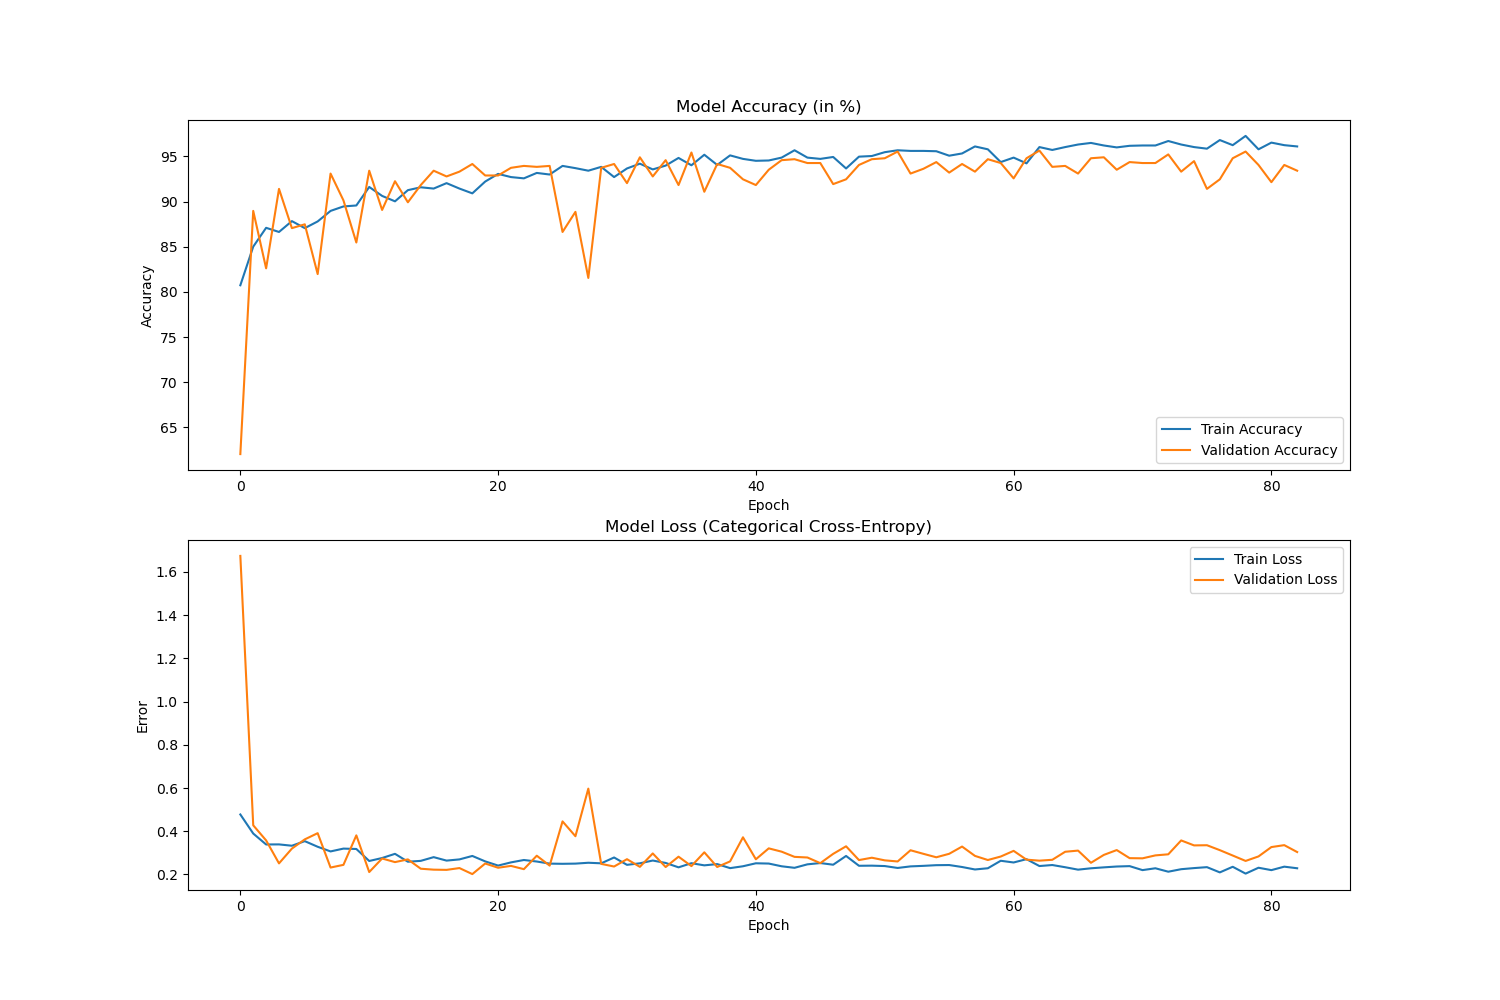 Model Accuracy (in %)
95
90
85
80
75
70
65
Accuracy
Train Accuracy
Validation Accuracy
0 20 40 60 80
Epoch
Model Loss (Categorical Cross-Entropy)
1.6
1.4
1.2
1.0
0.8
0.6
0.4
0.2
Error
Train Loss
Validation Loss
0 20 40 60 80
Epoch